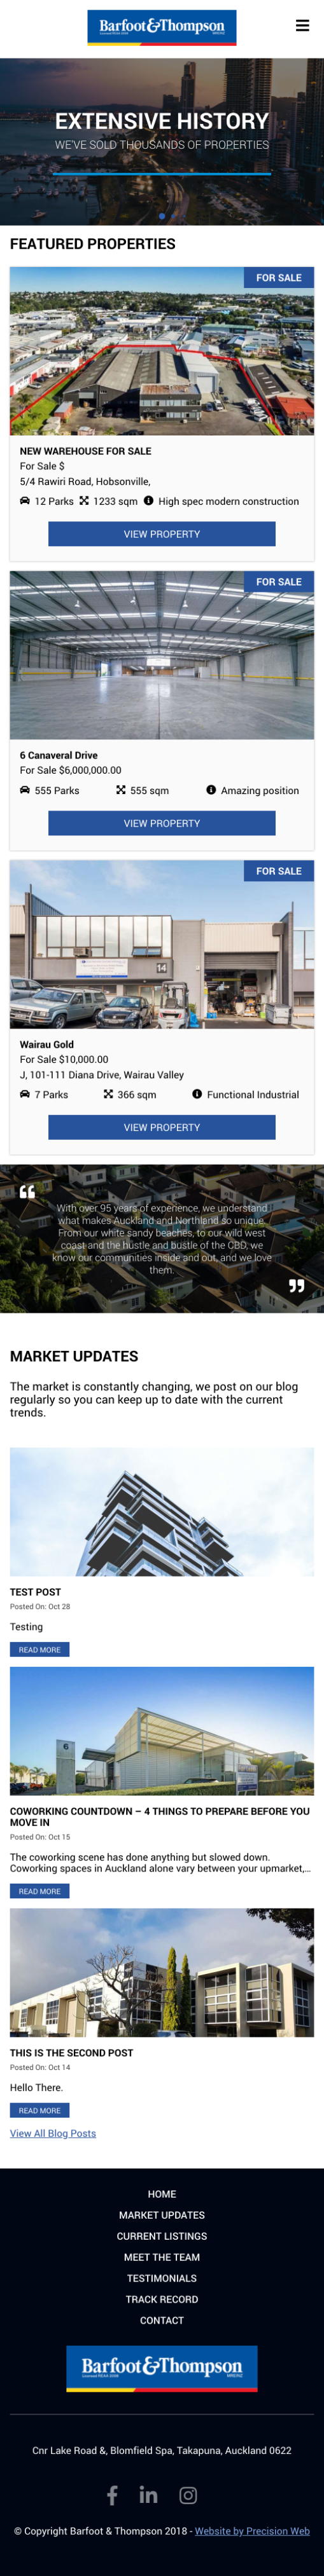 Barfoot&Thompson
EXTENSIVE HISTORY
WE'VE SOLD THOUSANDS OF PROPERTIES
FEATURED PROPERTIES
FOR SALE
NEW WAREHOUSE FOR SALE
For Sale $
5/4 Rawiri Road, Hobsonville,
12 Parks 1233 sqm High spec modern construction
VIEW PROPERTY
FOR SALE
6 Canaveral Drive
For Sale $6,000,000.00
555 Parks 555 sqm Amazing position
VIEW PROPERTY
FOR SALE
14
Wairau Gold
For Sale $10,000.00
J, 101-111 Diana Drive, Wairau Valley
7 Parks 366 sqm Functional Industrial
VIEW PROPERTY
“
With over 95 years of experience, we understand
what makes Auckland and Northland so unique.
From our white sandy beaches, to our wild west
coast and the hustle and bustle of the CBD, we
know our communities inside and out, and we love
them.
”
MARKET UPDATES
The market is constantly changing, we post on our blog
regularly so you can keep up to date with the current
trends.
TEST POST
Posted On: Oct 28
Testing
READ MORE
6
COWORKING COUNTDOWN – 4 THINGS TO PREPARE BEFORE YOU
MOVE IN
Posted On: Oct 15
The coworking scene has done anything but slowed down.
Coworking spaces in Auckland alone vary between your upmarket,...
READ MORE
THIS IS THE SECOND POST
Posted On: Oct 14
Hello There.
READ MORE
View All Blog Posts
HOME
MARKET UPDATES
CURRENT LISTINGS
MEET THE TEAM
TESTIMONIALS
TRACK RECORD
CONTACT
Barfoot&Thompson
Cnr Lake Road &, Blomfield Spa, Takapuna, Auckland 0622
© Copyright Barfoot & Thompson 2018 - Website by Precision Web